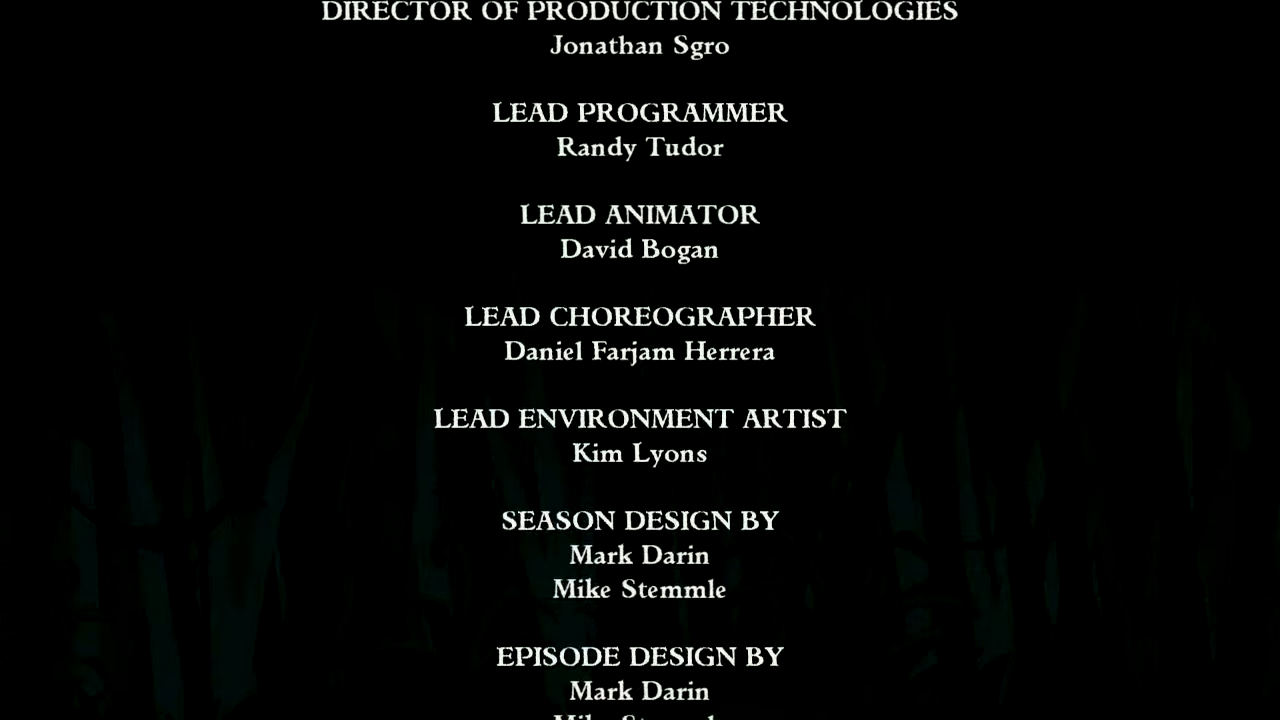 DIRECTOR OF PRODUCTION TECHNOLOGIES
Jonathan Sgro
LEAD PROGRAMMER
Randy Tudor
LEAD ANIMATOR
David Bogan
LEAD CHOREOGRAPHER
Daniel Farjam Herrera
LEAD ENVIRONMENT ARTIST
Kim Lyons
SEASON DESIGN BY
Mark Darin
Mike Stemmle
EPISODE DESIGN BY
Mark Darin